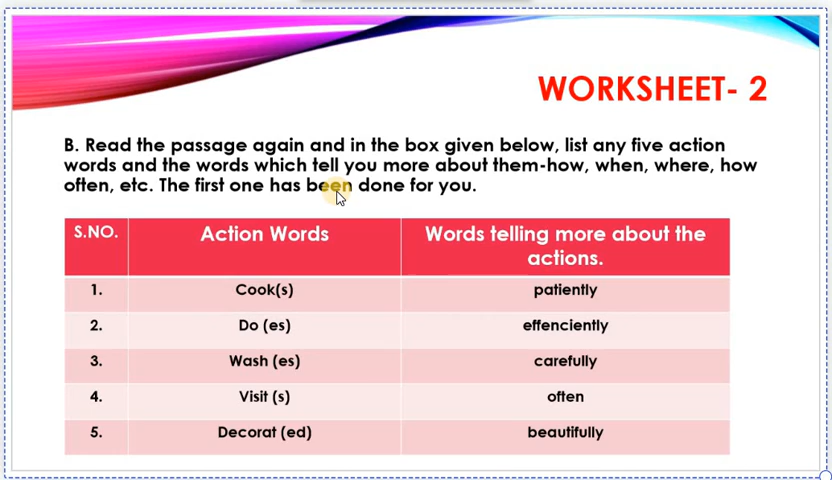 WORKSHEET- 2
B. Read the passage again and in the box given below, list any five action
words and the words which tell you more about them-how, when, where, how
often, etc. The first one has been done for you.
S.NO. Action Words Words telling more about the
actions.
1. Cook(s) patiently
2. Do (es) effenciently
3. Wash (es) carefully
4. Visit (s) often
5. Decorat (ed) beautifully